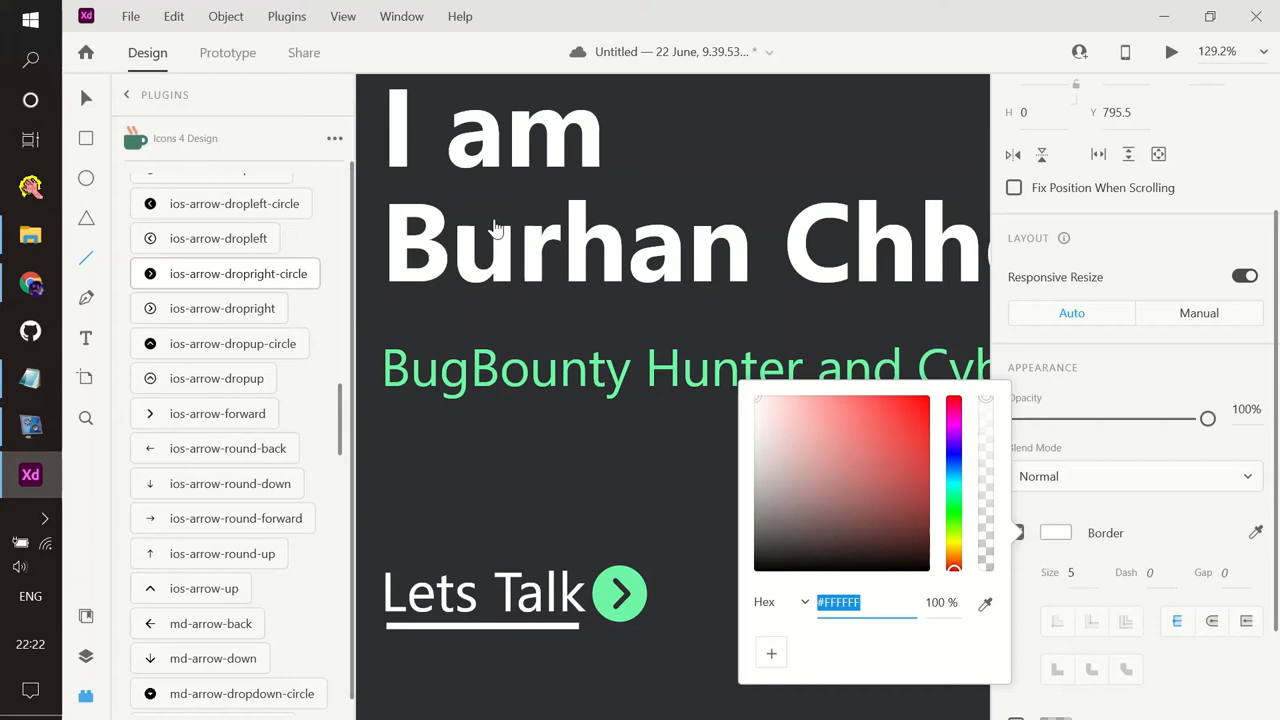 Xd
File
Edit
Object
Plugins
View
Window
Help
Design
Prototype
Share
Untitled — 22 June, 9.39.53... *
129.2%
PLUGINS
Icons 4 Design
ios-arrow-dropleft-circle
ios-arrow-dropleft
ios-arrow-dropright-circle
ios-arrow-dropright
ios-arrow-dropup-circle
ios-arrow-dropup
ios-arrow-forward
ios-arrow-round-back
ios-arrow-round-down
ios-arrow-round-forward
ios-arrow-round-up
ios-arrow-up
md-arrow-back
md-arrow-down
md-arrow-dropdown-circle
T
Xd
ENG
22:22
I am
Burhan Chh
BugBounty Hunter and Cyb
Lets Talk
Hex
#FFFFFF
100 %
H 0
Y 795.5
Fix Position When Scrolling
LAYOUT
Responsive Resize
Auto
Manual
APPEARANCE
Opacity
100%
Blend Mode
Normal
Border
Size 5
Dash 0
Gap 0